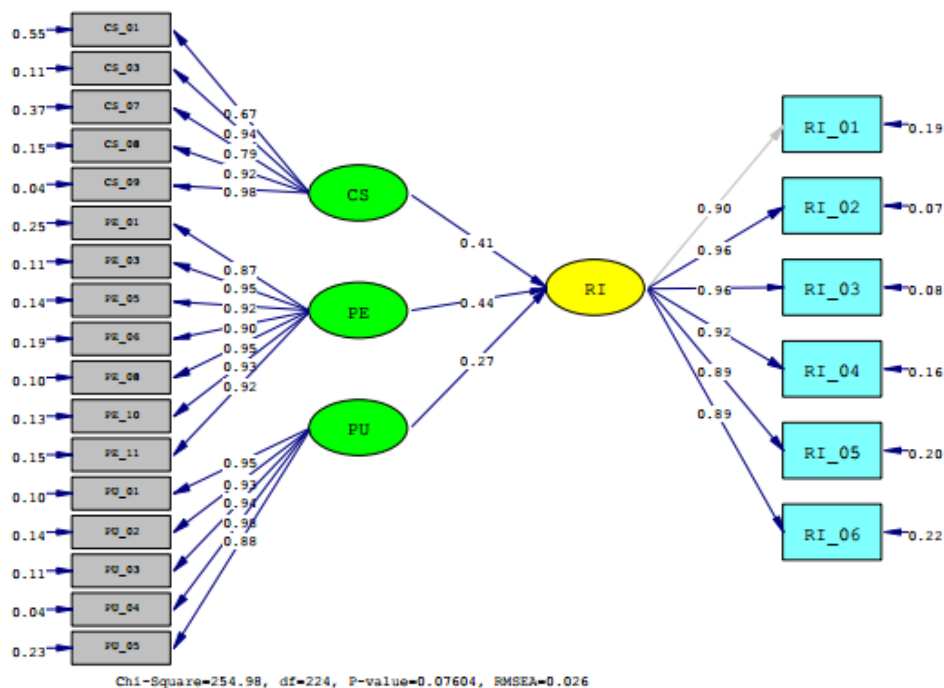 0.55 CS_01
0.11 CS_03
0.37 CS_07
0.15 CS_08
0.04 CS_09
0.25 PE_01
0.11 PE_03
0.14 PE_05
0.19 PE_06
0.10 PE_08
0.13 PE_10
0.15 PE_11
0.10 PU_01
0.14 PU_02
0.11 PU_03
0.04 PU_04
0.23 PU_05
0.67
0.94
0.79
0.92
0.98
0.87
0.95
0.92
0.90
0.95
0.93
0.92
0.95
0.93
0.94
0.98
0.88
CS
PE
PU
0.41
0.44
0.27
RI
0.90
0.96
0.96
0.92
0.89
0.89
RI_01 0.19
RI_02 0.07
RI_03 0.08
RI_04 0.16
RI_05 0.20
RI_06 0.22
Chi-Square=254.98, df=224, P-value=0.07604, RMSEA=0.026